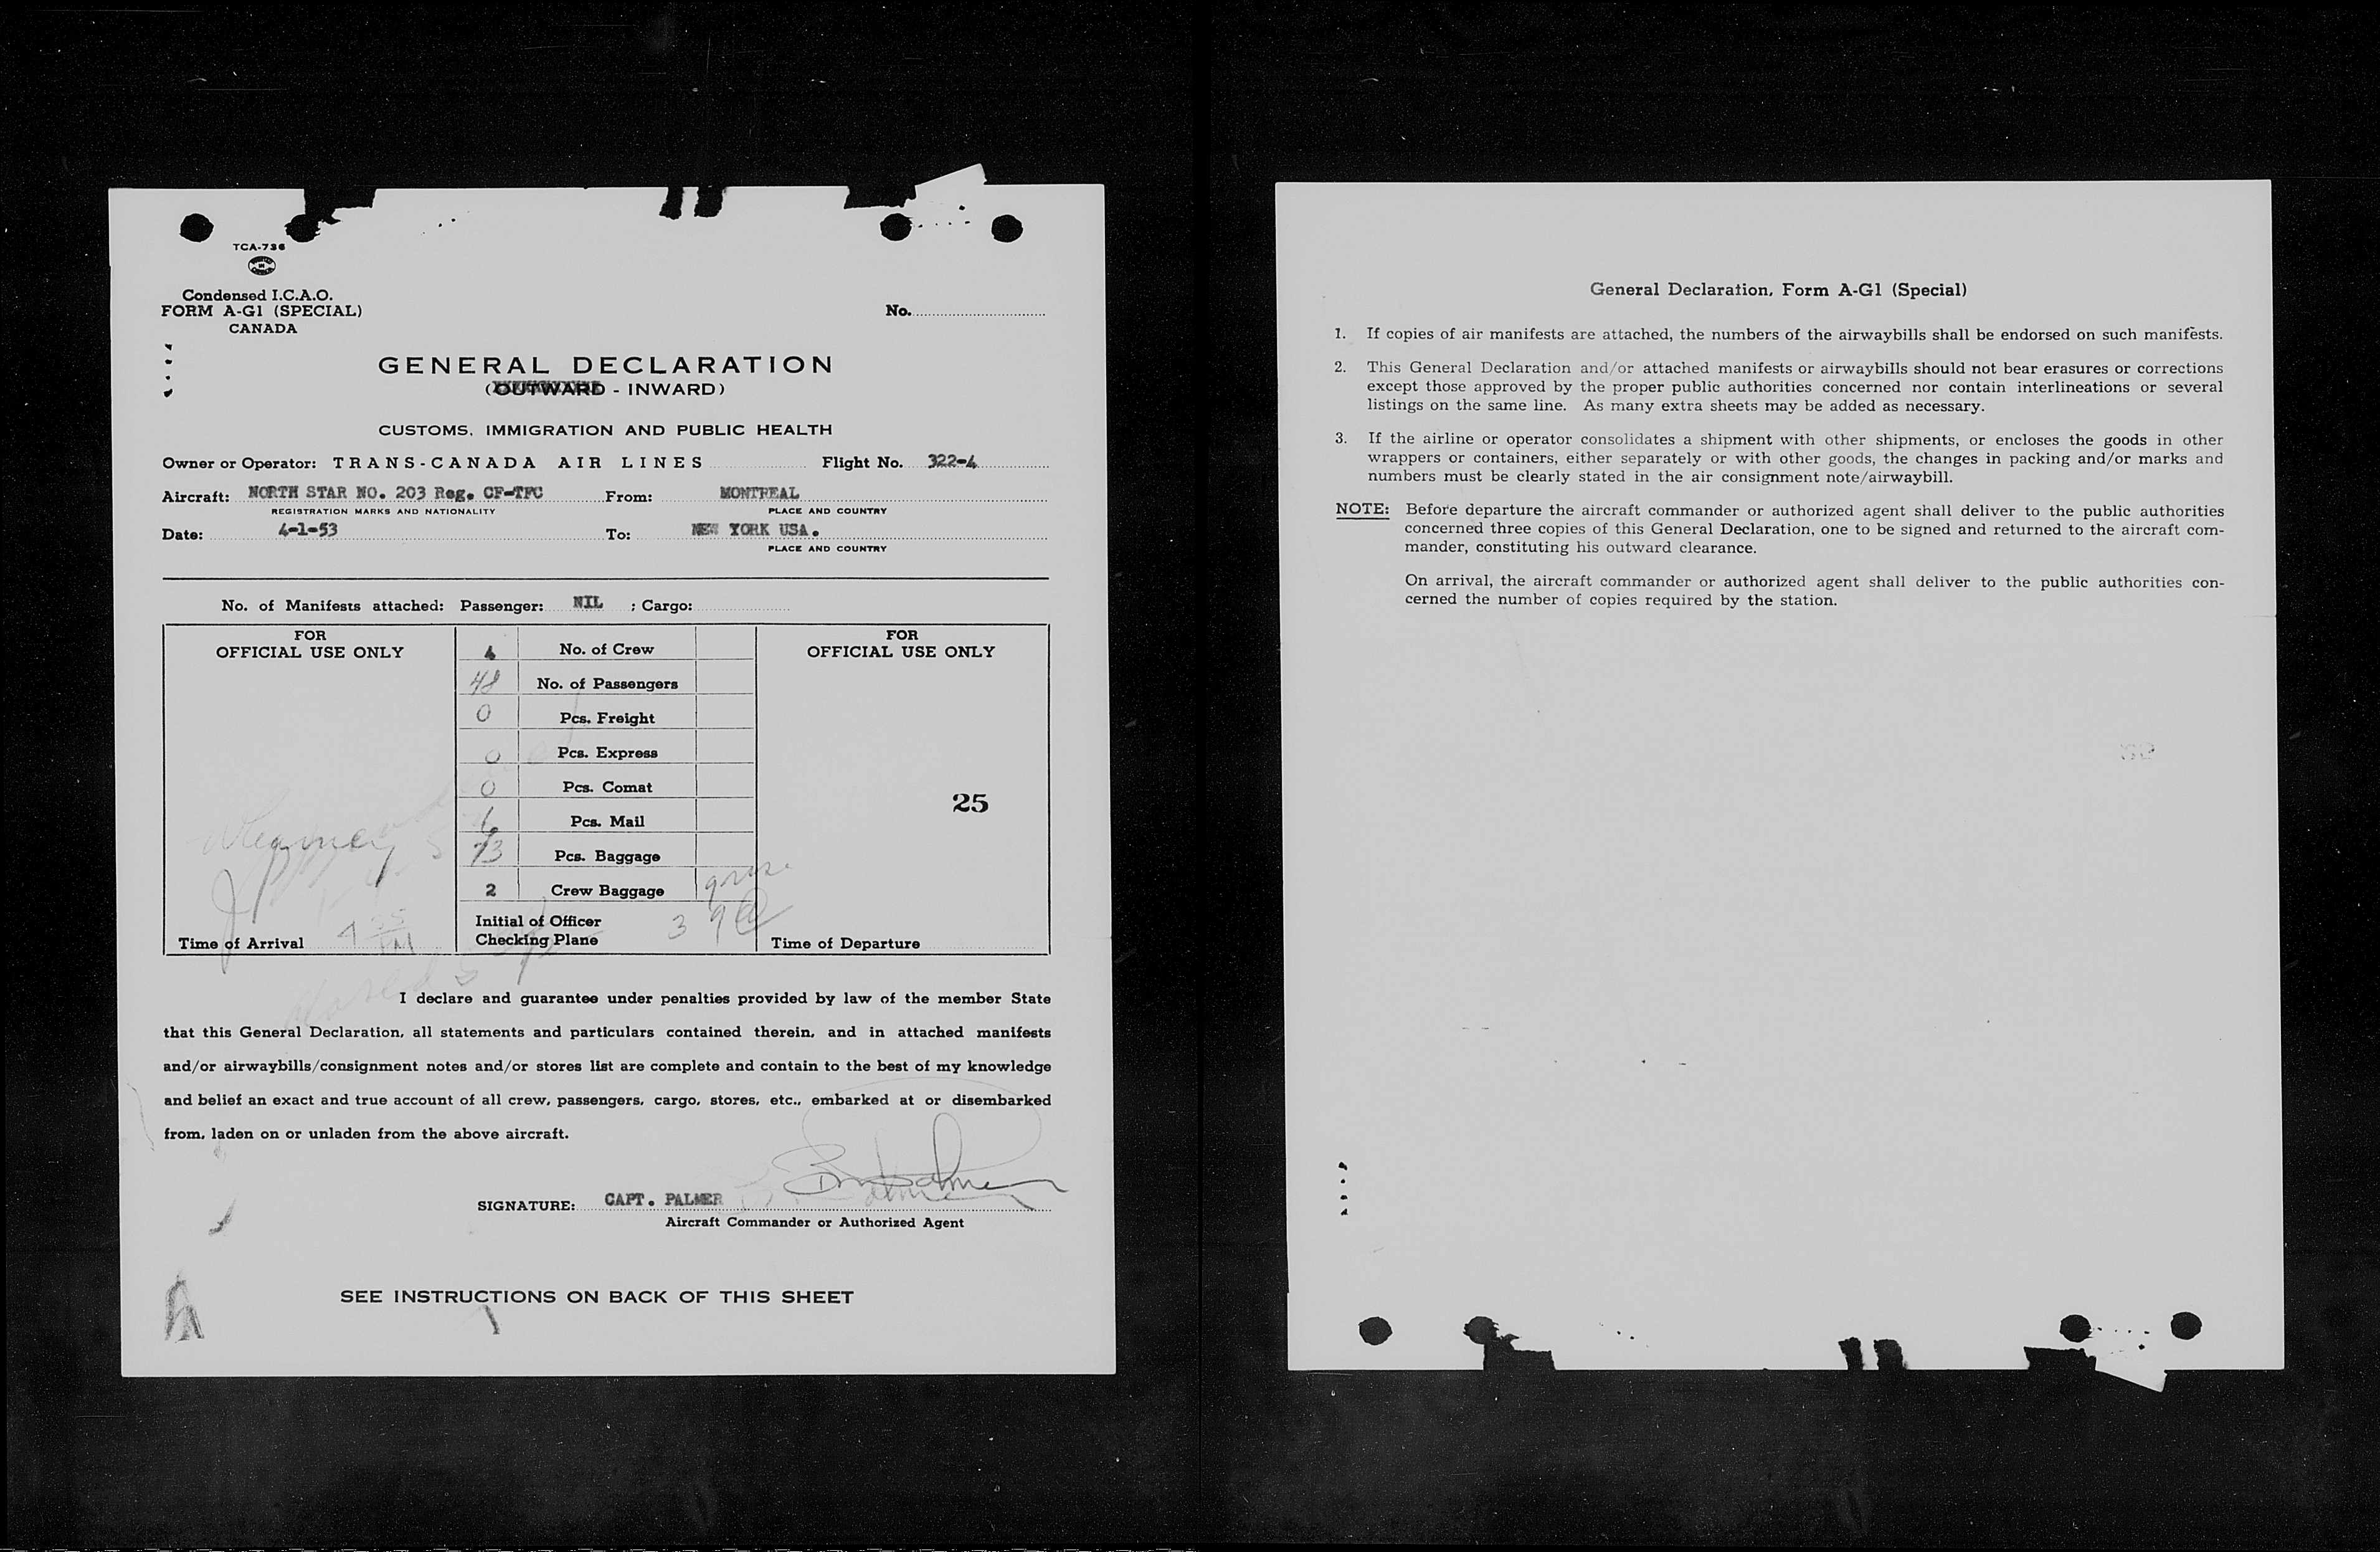 TCA-736
Condensed I.C.A.O.
FORM A-G1 (SPECIAL)
CANADA
No.
GENERAL DECLARATION
(OUTWARD - INWARD)
CUSTOMS, IMMIGRATION AND PUBLIC HEALTH
Owner or Operator: TRANS-CANADA AIR LINES Flight No. 322-4
Aircraft: NORTH STAR NO. 203 Reg. CF-TFC From: MONTREAL
REGISTRATION MARKS AND NATIONALITY PLACE AND COUNTRY
Date: 4-1-53 To: NEW YORK USA.
PLACE AND COUNTRY
No. of Manifests attached: Passenger: NIL ; Cargo:
FOR
OFFICIAL USE ONLY
4 No. of Crew
48 No. of Passengers
0 Pcs. Freight
0 Pcs. Express
0 Pcs. Comat
6 Pcs. Mail
73 Pcs. Baggage
2 Crew Baggage
Initial of Officer
Checking Plane
Time of Arrival
FOR
OFFICIAL USE ONLY
25
Time of Departure
I declare and guarantee under penalties provided by law of the member State
that this General Declaration, all statements and particulars contained therein, and in attached manifests
and/or airwaybills/consignment notes and/or stores list are complete and contain to the best of my knowledge
and belief an exact and true account of all crew, passengers, cargo, stores, etc., embarked at or disembarked
from, laden on or unladen from the above aircraft.
SIGNATURE: CAPT. PALMER
Aircraft Commander or Authorized Agent
SEE INSTRUCTIONS ON BACK OF THIS SHEET
General Declaration, Form A-G1 (Special)
1. If copies of air manifests are attached, the numbers of the airwaybills shall be endorsed on such manifests.
2. This General Declaration and/or attached manifests or airwaybills should not bear erasures or corrections
except those approved by the proper public authorities concerned nor contain interlineations or several
listings on the same line. As many extra sheets may be added as necessary.
3. If the airline or operator consolidates a shipment with other shipments, or encloses the goods in other
wrappers or containers, either separately or with other goods, the changes in packing and/or marks and
numbers must be clearly stated in the air consignment note/airwaybill.
NOTE: Before departure the aircraft commander or authorized agent shall deliver to the public authorities
concerned three copies of this General Declaration, one to be signed and returned to the aircraft com-
mander, constituting his outward clearance.
On arrival, the aircraft commander or authorized agent shall deliver to the public authorities con-
cerned the number of copies required by the station.